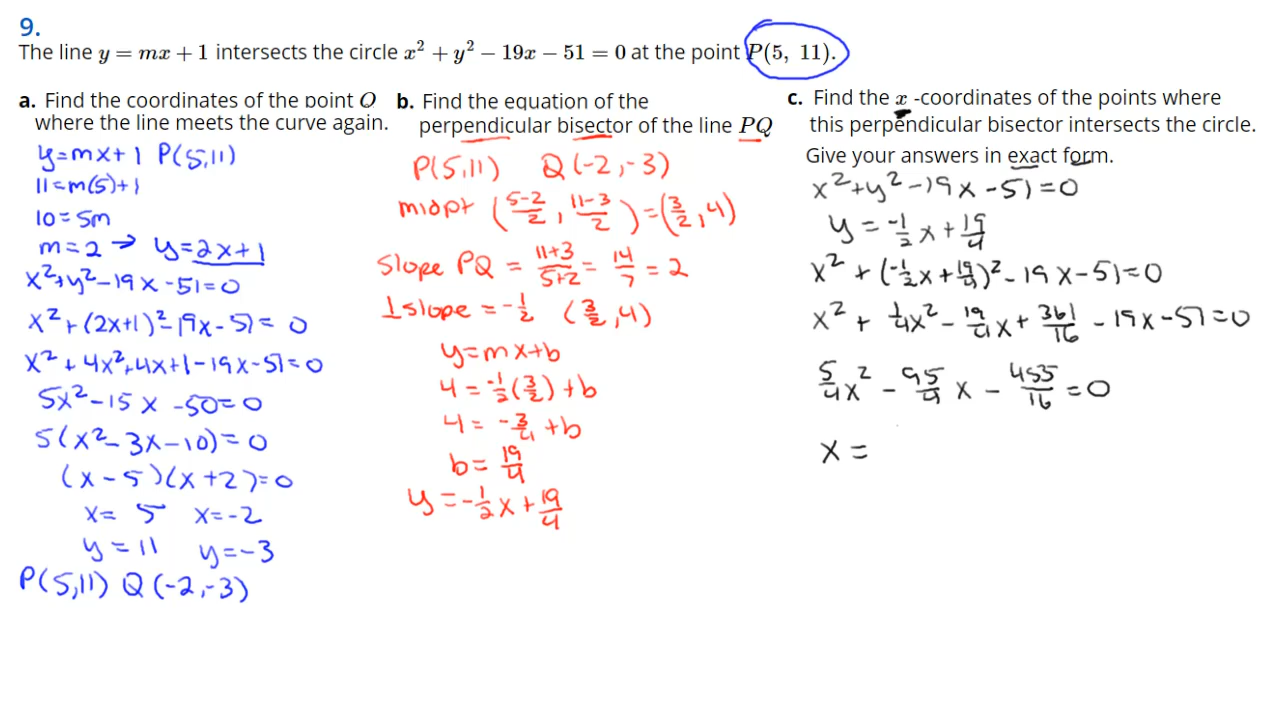 9.
The line y = mx + 1 intersects the circle x² + y² − 19x − 51 = 0 at the point P(5, 11).
a. Find the coordinates of the point Q
where the line meets the curve again.
y=mx+1 P(5,11)
11=m(5)+1
10=5m
m=2 → y=2x+1
x²+y²-19x-51=0
x²+(2x+1)²-19x-51=0
x²+4x²+4x+1-19x-51=0
5x²-15x-50=0
5(x²-3x-10)=0
(x-5)(x+2)=0
x= 5 x=-2
y=11 y=-3
P(5,11) Q(-2,-3)
b. Find the equation of the
perpendicular bisector of the line PQ
P(5,11) Q(-2,-3)
midpt (5-2/2, 11-3/2)=(3/2,4)
slope PQ = 11+3/5+2 = 14/7 = 2
⊥slope = -1/2 (3/2,4)
y=mx+b
4=-1/2(3/2)+b
4=-3/4+b
b=19/4
y=-1/2x+19/4
c. Find the x -coordinates of the points where
this perpendicular bisector intersects the circle.
Give your answers in exact form.
x²+y²-19x-51=0
y=-1/2x+19/4
x²+(-1/2x+19/4)²-19x-51=0
x²+1/4x²-19/4x+361/16-19x-51=0
5/4x²-95/4x-455/16=0
x=